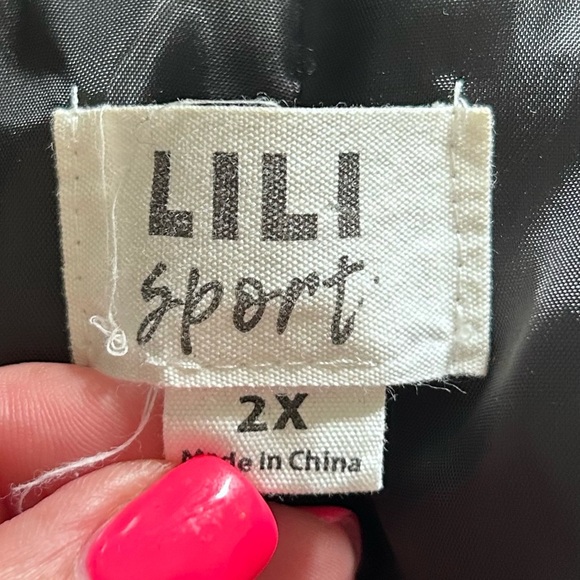 LILI
sport
2X
Made in China